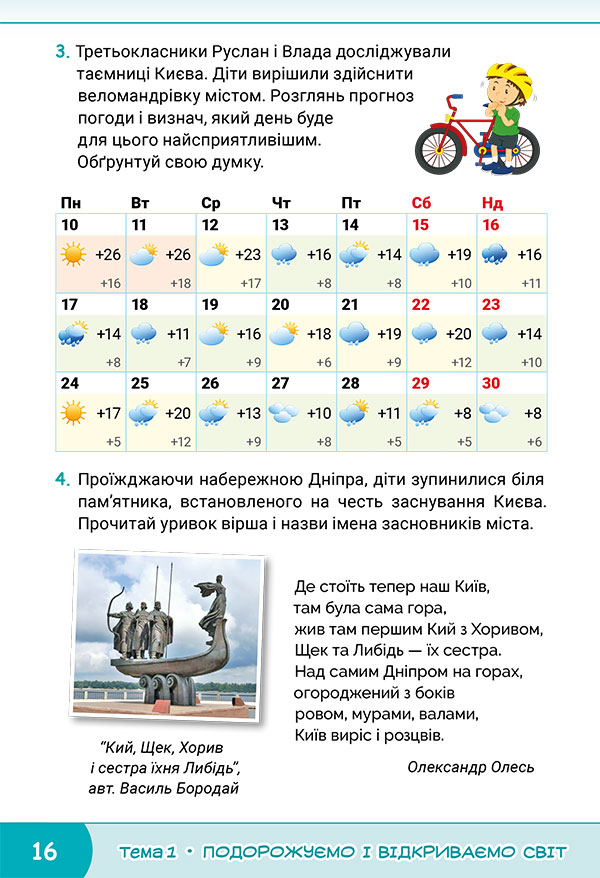 3. Третьокласники Руслан і Влада досліджували
таємниці Києва. Діти вирішили здійснити
веломандрівку містом. Розглянь прогноз
погоди і визнач, який день буде
для цього найсприятливішим.
Обґрунтуй свою думку.
Пн Вт Ср Чт Пт Сб Нд
10 11 12 13 14 15 16
+26 +26 +23 +16 +14 +19 +16
+16 +18 +17 +8 +8 +10 +11
17 18 19 20 21 22 23
+14 +11 +16 +18 +19 +20 +14
+8 +7 +9 +6 +9 +12 +10
24 25 26 27 28 29 30
+17 +20 +13 +10 +11 +8 +8
+5 +12 +9 +8 +5 +5 +6
4. Проїжджаючи набережною Дніпра, діти зупинилися біля
пам’ятника, встановленого на честь заснування Києва.
Прочитай уривок вірша і назви імена засновників міста.
Де стоїть тепер наш Київ,
там була сама гора,
жив там першим Кий з Хоривом,
Щек та Либідь — їх сестра.
Над самим Дніпром на горах,
огороджений з боків
ровом, мурами, валами,
Київ виріс і розцвів.
Олександр Олесь
“Кий, Щек, Хорив
і сестра їхня Либідь”,
авт. Василь Бородай
16 Тема 1 • ПОДОРОЖУЄМО І ВІДКРИВАЄМО СВІТ